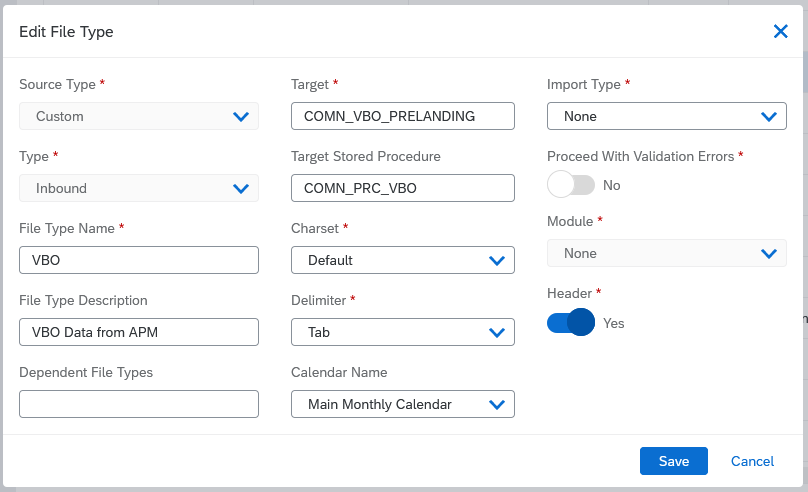 Edit File Type
Source Type *
Custom
Type *
Inbound
File Type Name *
VBO
File Type Description
VBO Data from APM
Dependent File Types
Target *
COMN_VBO_PRELANDING
Target Stored Procedure
COMN_PRC_VBO
Charset *
Default
Delimiter *
Tab
Calendar Name
Main Monthly Calendar
Import Type *
None
Proceed With Validation Errors *
No
Module *
None
Header *
Yes
Save
Cancel